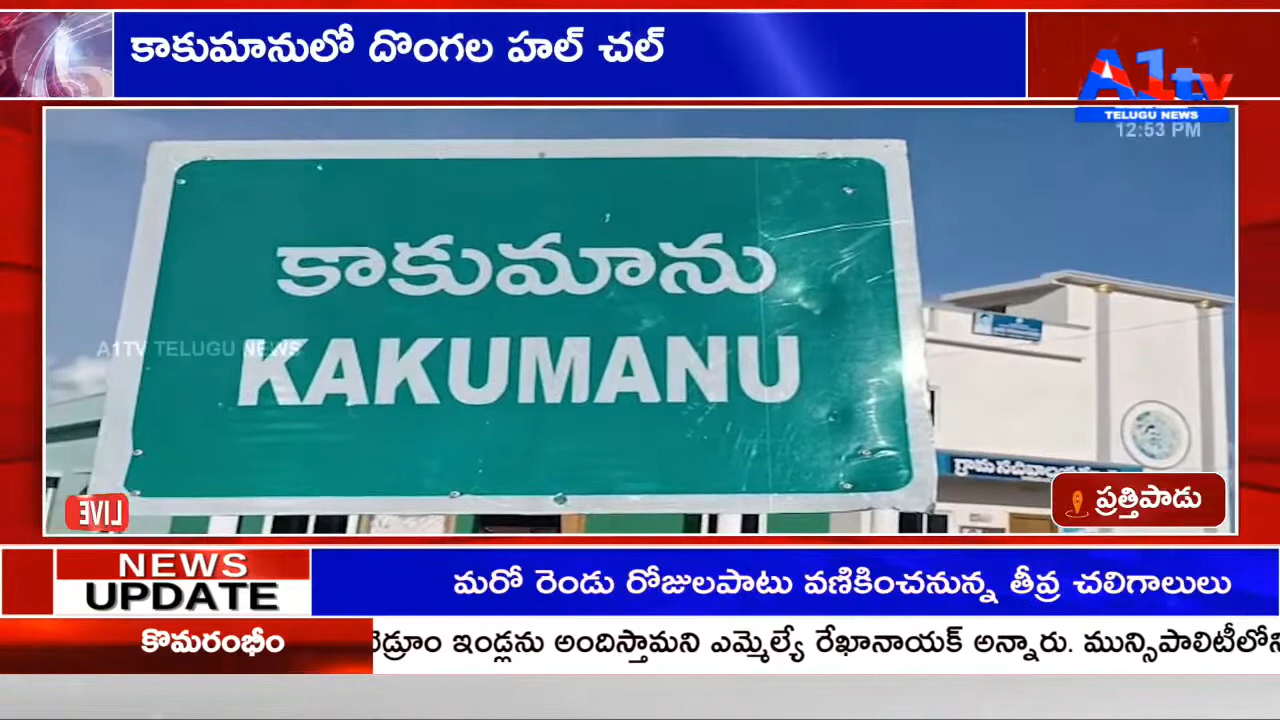 కాకుమానులో దొంగల హల్ చల్
A1tv
TELUGU NEWS
12:53 PM
కాకుమాను
KAKUMANU
A1TV TELUGU NEWS
LIVE
ప్రత్తిపాడు
NEWS
UPDATE
మరో రెండు రోజులపాటు వణికించనున్న తీవ్ర చలిగాలులు
కొమరంభీం
ఇండ్లను అందిస్తామని ఎమ్మెల్యే రేఖానాయక్ అన్నారు.